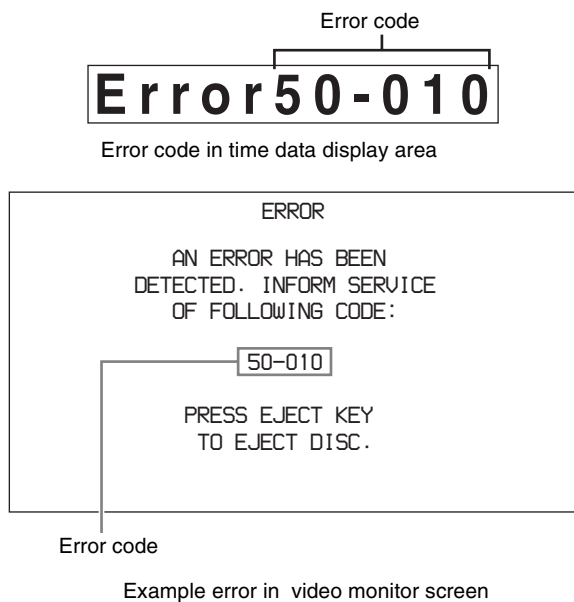 Error code
Error50-010
Error code in time data display area
ERROR
AN ERROR HAS BEEN
DETECTED. INFORM SERVICE
OF FOLLOWING CODE:
50-010
PRESS EJECT KEY
TO EJECT DISC.
Error code
Example error in video monitor screen